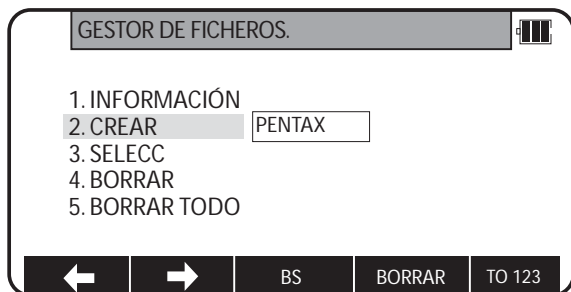 GESTOR DE FICHEROS.
1. INFORMACIÓN
2. CREAR PENTAX
3. SELECC
4. BORRAR
5. BORRAR TODO
BS BORRAR TO 123